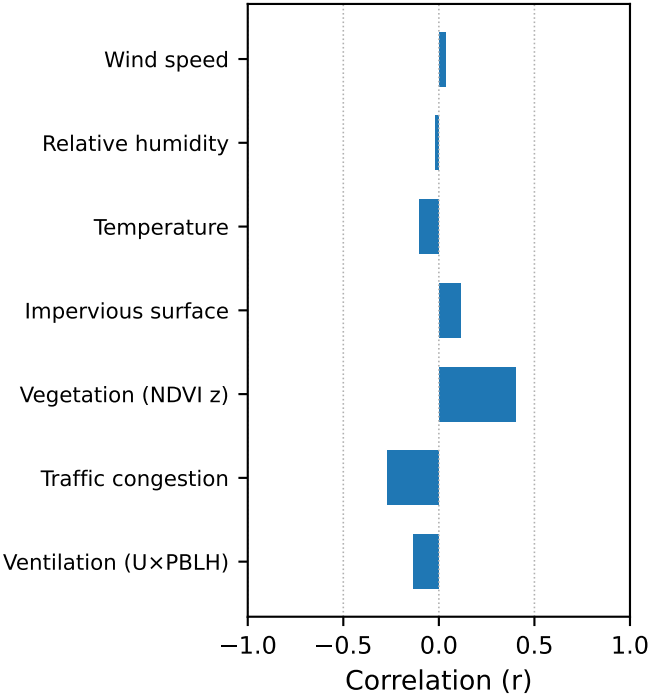 Wind speed
Relative humidity
Temperature
Impervious surface
Vegetation (NDVI z)
Traffic congestion
Ventilation (U×PBLH)
−1.0 −0.5 0.0 0.5 1.0
Correlation (r)